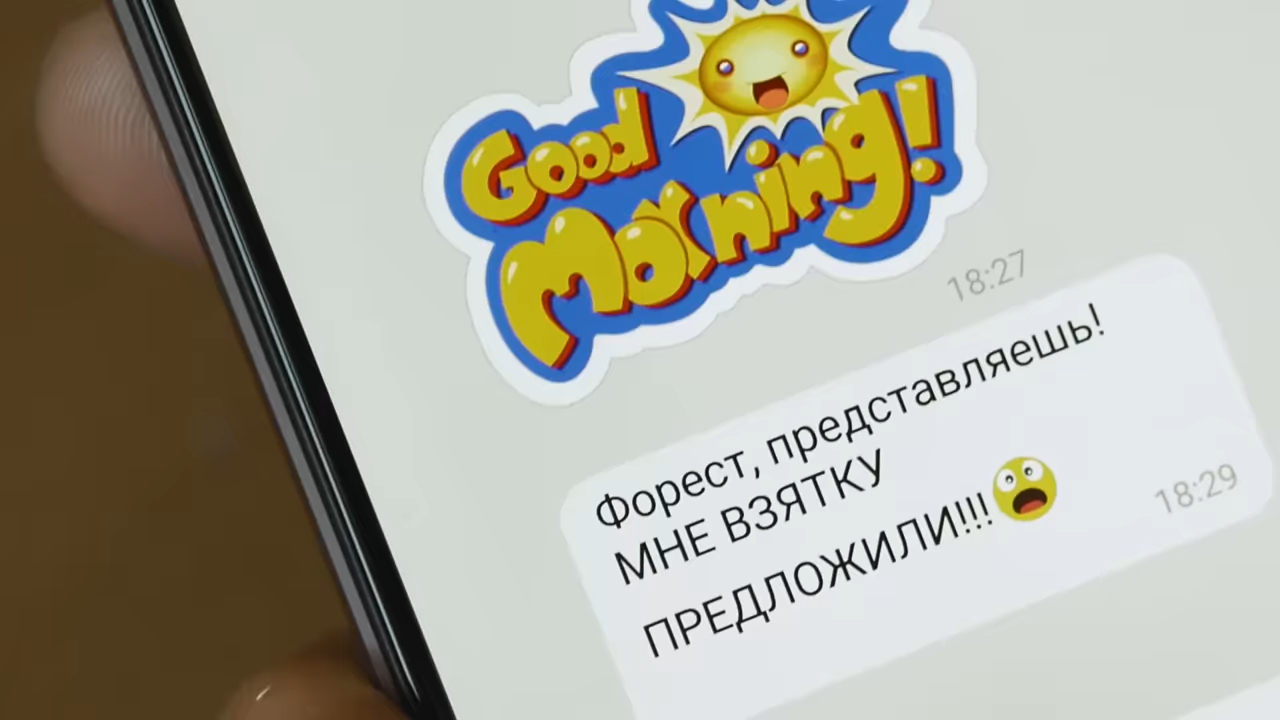 Good
Morning!
18:27
Форест, представляешь!
МНЕ ВЗЯТКУ
ПРЕДЛОЖИЛИ!!!
18:29